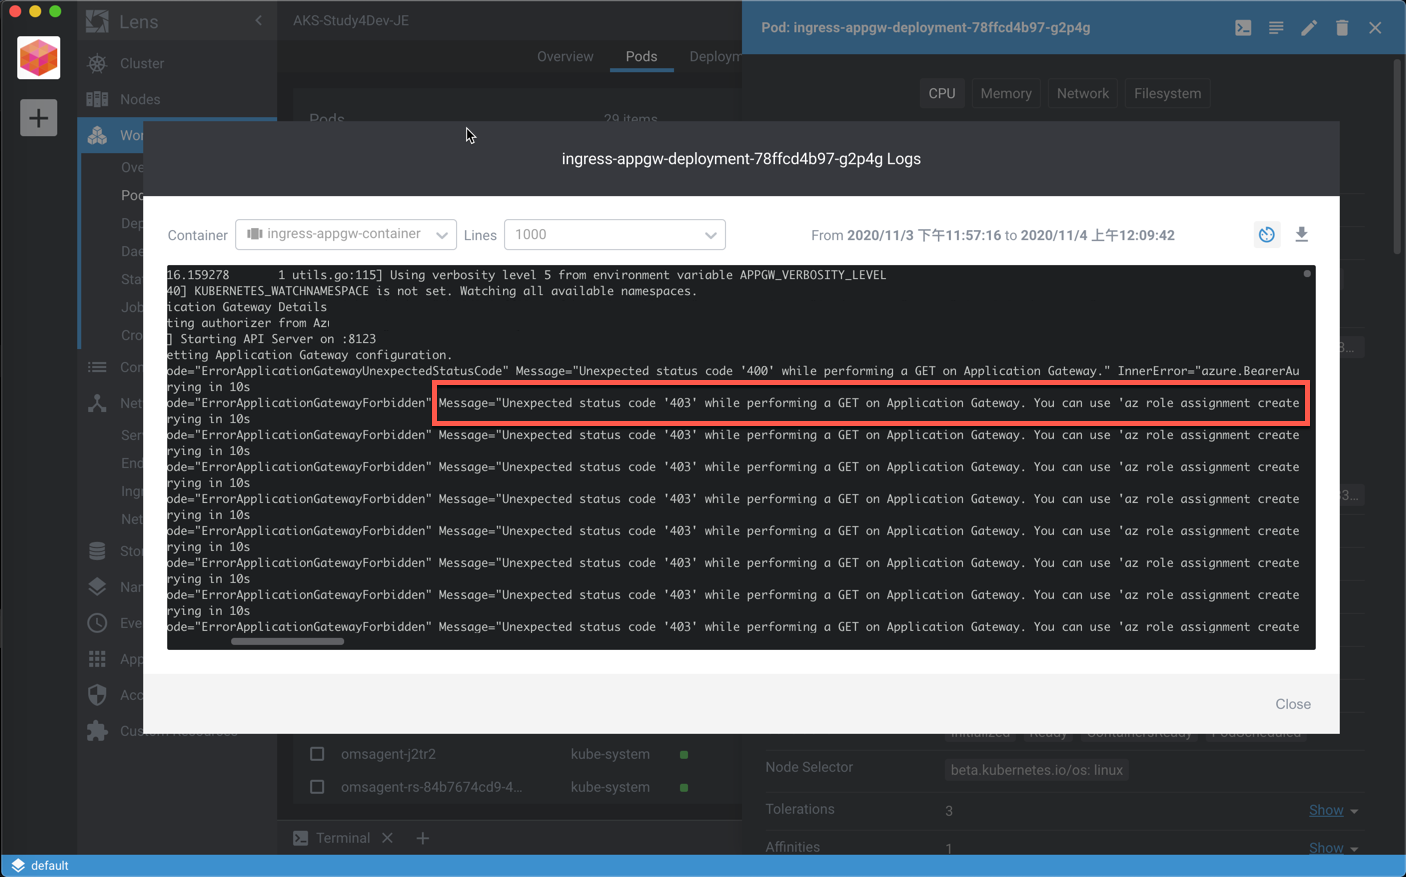 Lens
AKS-Study4Dev-JE
Pod: ingress-appgw-deployment-78ffcd4b97-g2p4g
Cluster
Overview Pods Deploym
Nodes
CPU Memory Network Filesystem
Pods 29 items
Wor
ingress-appgw-deployment-78ffcd4b97-g2p4g Logs
Ove
Pod
Dep
Dae
Sta
Job
Cro
Con
Net
Ser
End
Ingr
Net
Stor
Nam
Eve
App
Acc
Custom Resources
Container ingress-appgw-container Lines 1000 From 2020/11/3 下午11:57:16 to 2020/11/4 上午12:09:42
16.159278 1 utils.go:115] Using verbosity level 5 from environment variable APPGW_VERBOSITY_LEVEL
40] KUBERNETES_WATCHNAMESPACE is not set. Watching all available namespaces.
ication Gateway Details
ting authorizer from Azu
] Starting API Server on :8123
etting Application Gateway configuration.
ode="ErrorApplicationGatewayUnexpectedStatusCode" Message="Unexpected status code '400' while performing a GET on Application Gateway." InnerError="azure.BearerAu
rying in 10s
ode="ErrorApplicationGatewayForbidden" Message="Unexpected status code '403' while performing a GET on Application Gateway. You can use 'az role assignment create
rying in 10s
ode="ErrorApplicationGatewayForbidden" Message="Unexpected status code '403' while performing a GET on Application Gateway. You can use 'az role assignment create
rying in 10s
ode="ErrorApplicationGatewayForbidden" Message="Unexpected status code '403' while performing a GET on Application Gateway. You can use 'az role assignment create
rying in 10s
ode="ErrorApplicationGatewayForbidden" Message="Unexpected status code '403' while performing a GET on Application Gateway. You can use 'az role assignment create
rying in 10s
ode="ErrorApplicationGatewayForbidden" Message="Unexpected status code '403' while performing a GET on Application Gateway. You can use 'az role assignment create
rying in 10s
ode="ErrorApplicationGatewayForbidden" Message="Unexpected status code '403' while performing a GET on Application Gateway. You can use 'az role assignment create
rying in 10s
ode="ErrorApplicationGatewayForbidden" Message="Unexpected status code '403' while performing a GET on Application Gateway. You can use 'az role assignment create
rying in 10s
ode="ErrorApplicationGatewayForbidden" Message="Unexpected status code '403' while performing a GET on Application Gateway. You can use 'az role assignment create
Close
3...
33...
Initialized Ready ContainersReady PodScheduled
omsagent-j2tr2 kube-system
Node Selector beta.kubernetes.io/os: linux
omsagent-rs-84b7674cd9-4... kube-system
Tolerations 3 Show
Terminal
Affinities 1 Show
default